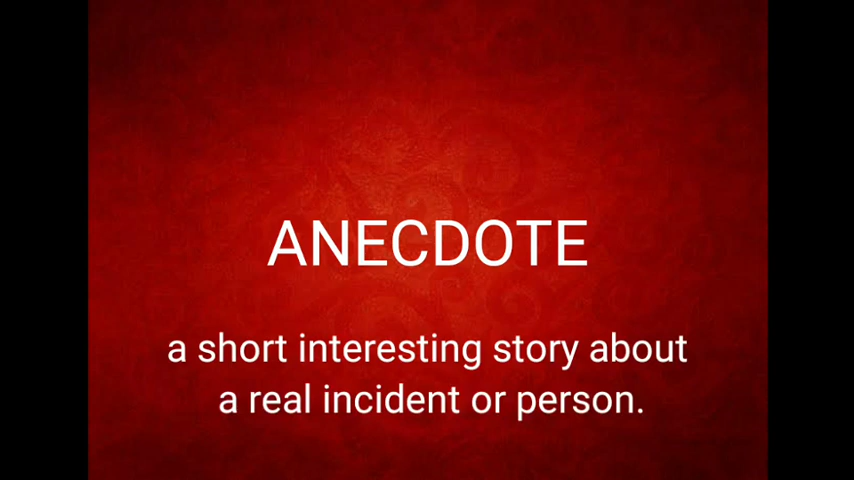 ANECDOTE
a short interesting story about
a real incident or person.